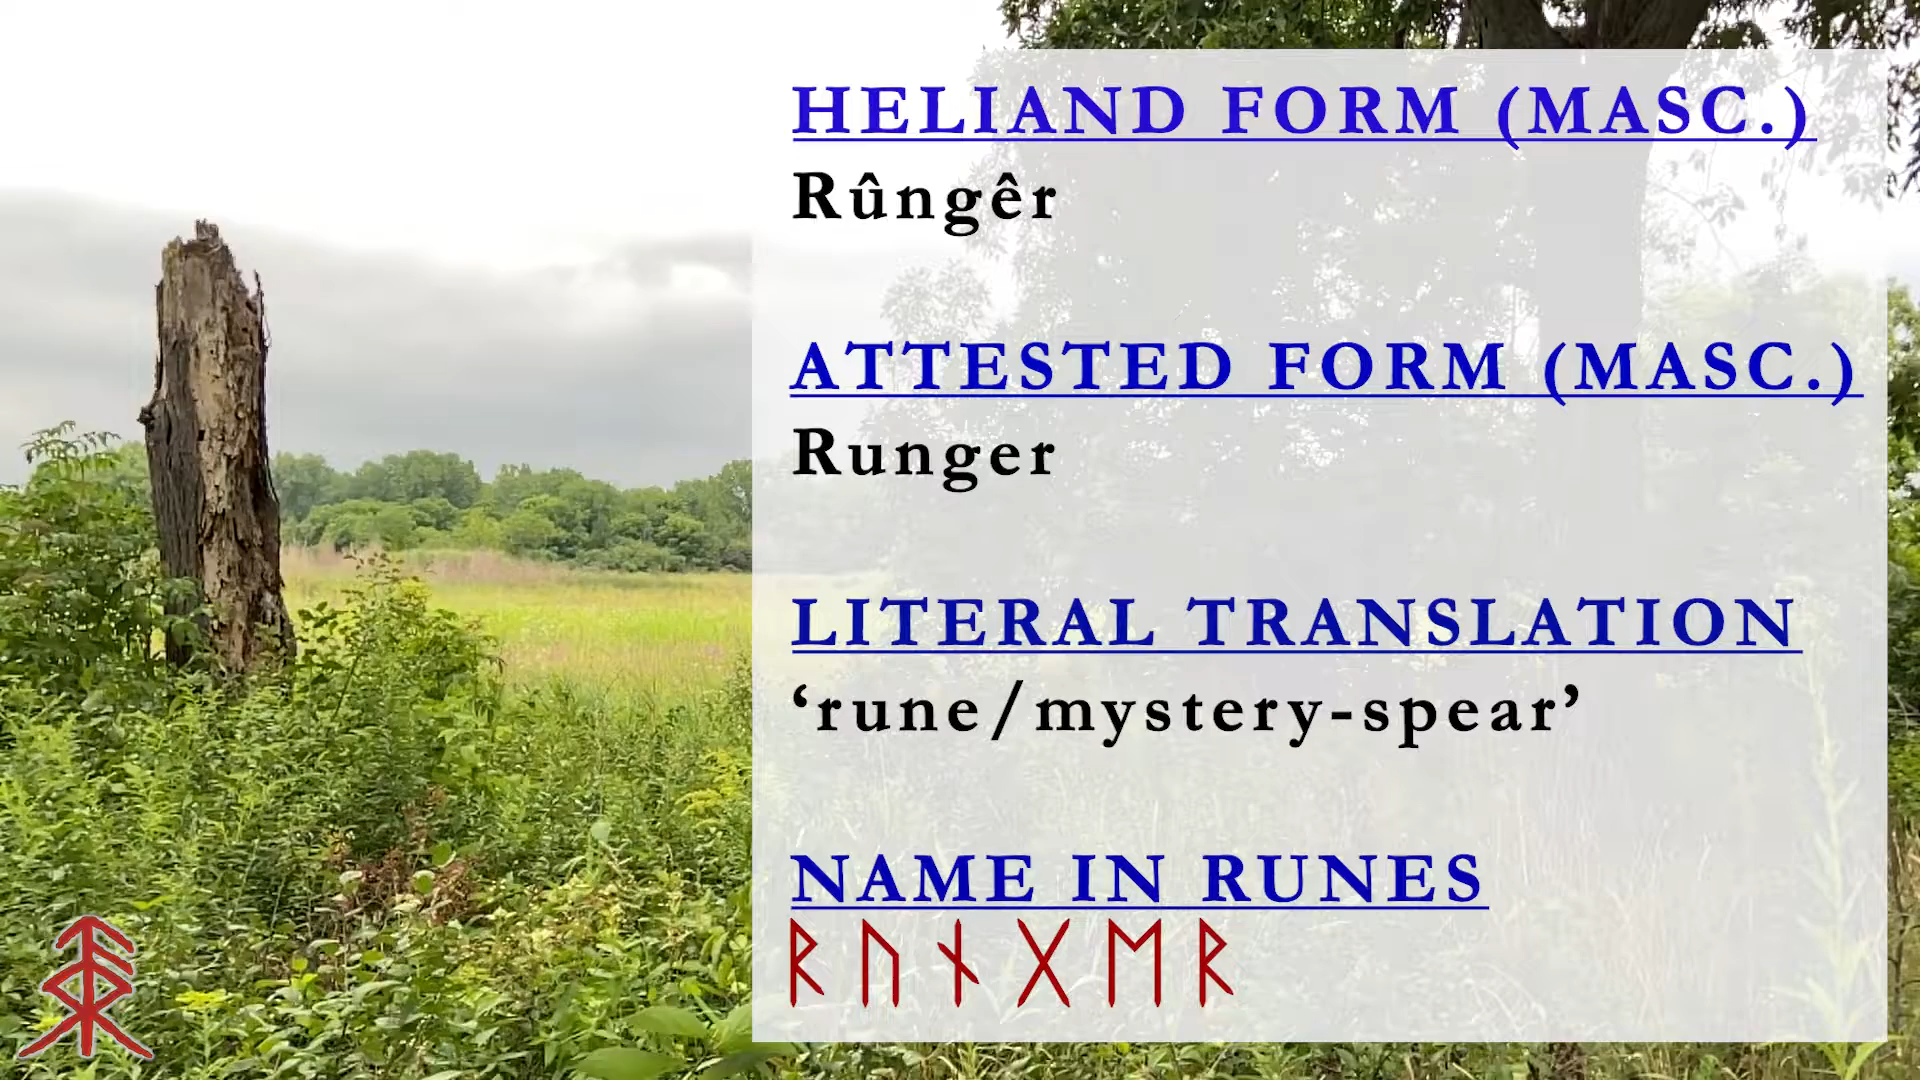 HELIAND FORM (MASC.)
Rûngêr
ATTESTED FORM (MASC.)
Runger
LITERAL TRANSLATION
‘rune/mystery-spear’
NAME IN RUNES
ᚱᚢᚾᚷᛖᚱ